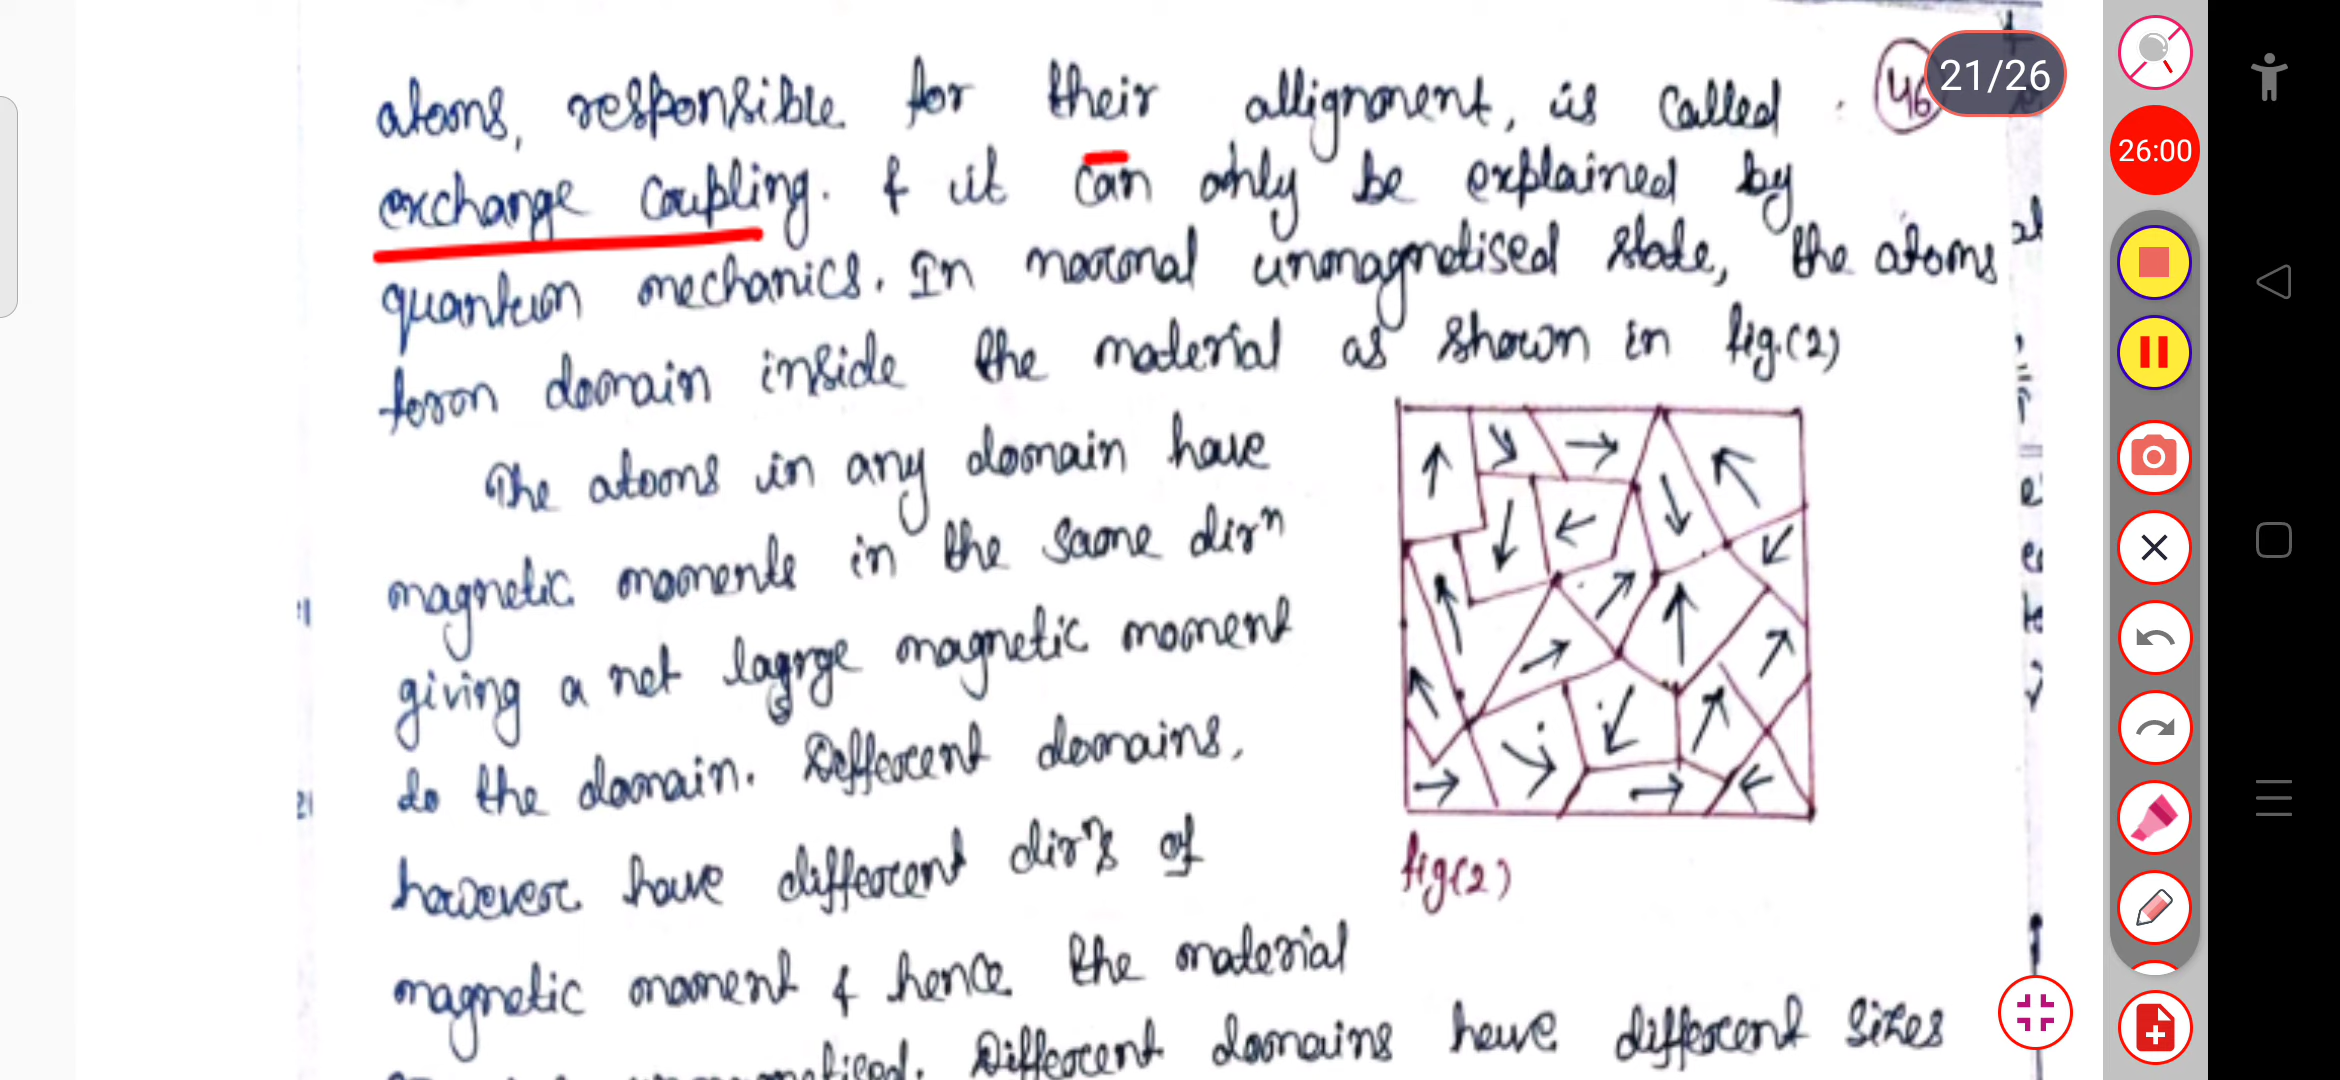 21/26
46
26:00
atoms, responsible for their allignment, is called
exchange coupling. & it can only be explained by
quantum mechanics. In normal unmagnetised state, the atoms
form domain inside the material as shown in fig.(2)
The atoms in any domain have
magnetic moments in the same dirⁿ
giving a net large magnetic moment
to the domain. Different domains,
however have different dirⁿs of
magnetic moment & hence the material
Different domains have different sizes
fig(2)